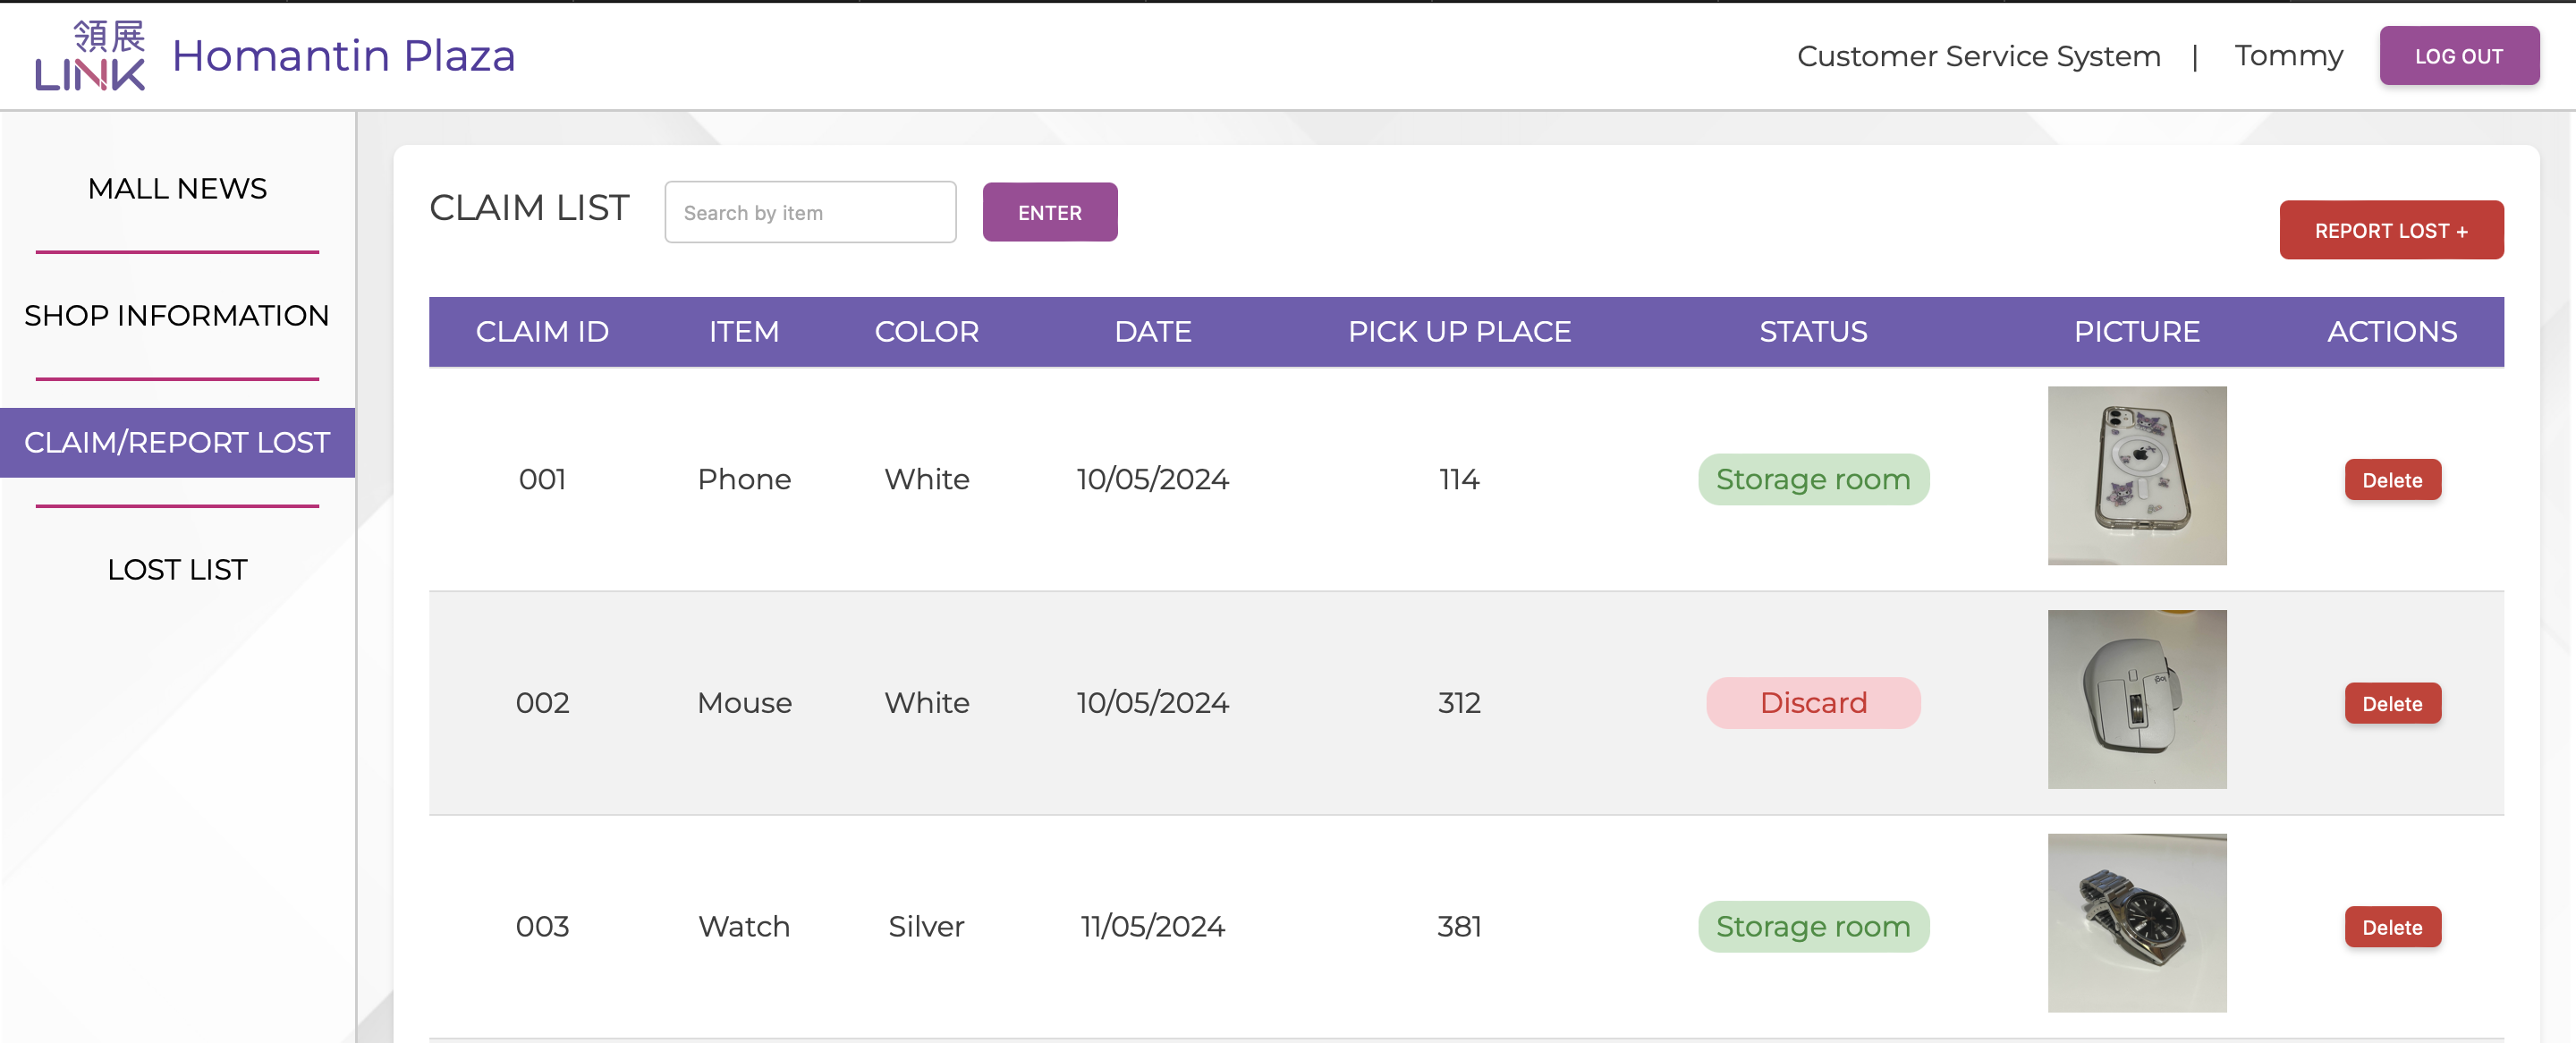 領展
LINK
Homantin Plaza
Customer Service System | Tommy LOG OUT
MALL NEWS
SHOP INFORMATION
CLAIM/REPORT LOST
LOST LIST
CLAIM LIST Search by item ENTER
REPORT LOST +
CLAIM ID ITEM COLOR DATE PICK UP PLACE STATUS PICTURE ACTIONS
001 Phone White 10/05/2024 114 Storage room Delete
002 Mouse White 10/05/2024 312 Discard logi Delete
003 Watch Silver 11/05/2024 381 Storage room Delete